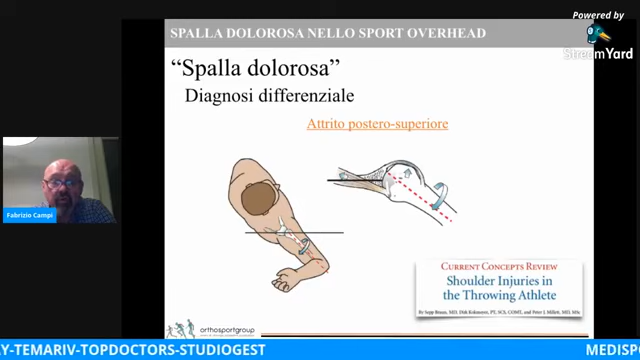 Powered by
StreamYard
SPALLA DOLOROSA NELLO SPORT OVERHEAD
“Spalla dolorosa”
Diagnosi differenziale
Attrito postero-superiore
Fabrizio Campi
CURRENT CONCEPTS REVIEW
Shoulder Injuries in
the Throwing Athlete
orthosportgroup
Y-TEMARIV-TOPDOCTORS-STUDIOGEST
MEDISPO